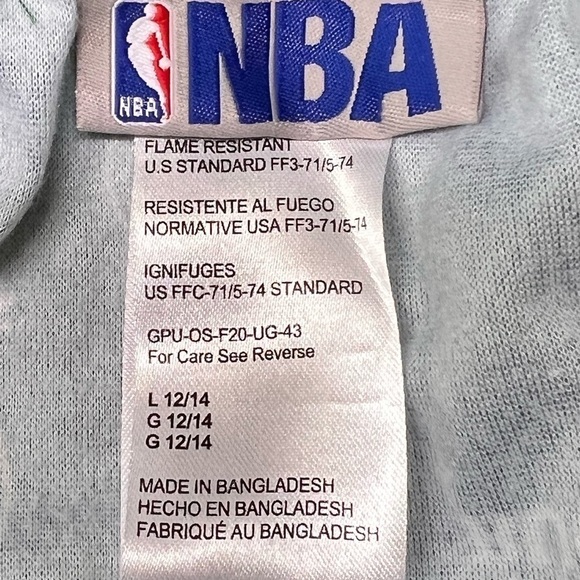 NBA NBA
FLAME RESISTANT
U.S STANDARD FF3-71/5-74
RESISTENTE AL FUEGO
NORMATIVE USA FF3-71/5-74
IGNIFUGES
US FFC-71/5-74 STANDARD
GPU-OS-F20-UG-43
For Care See Reverse
L 12/14
G 12/14
G 12/14
MADE IN BANGLADESH
HECHO EN BANGLADESH
FABRIQUÉ AU BANGLADESH